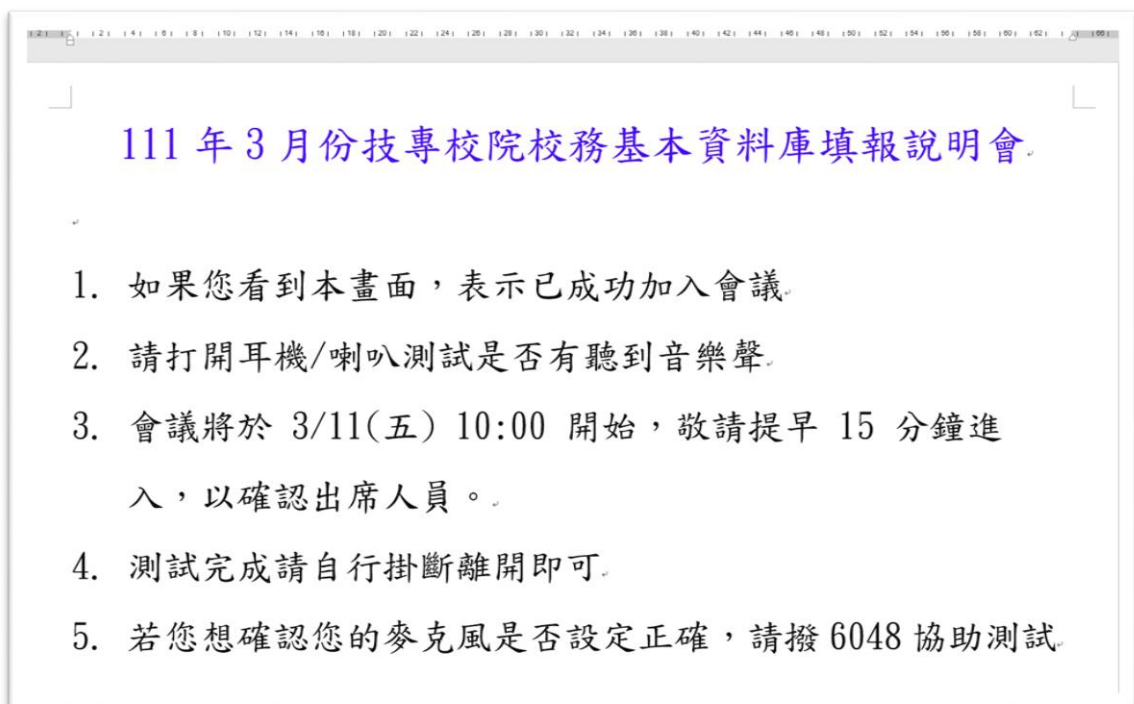 111 年 3 月份技專校院校務基本資料庫填報說明會
1. 如果您看到本畫面，表示已成功加入會議
2. 請打開耳機/喇叭測試是否有聽到音樂聲
3. 會議將於 3/11(五) 10:00 開始，敬請提早 15 分鐘進
入，以確認出席人員。
4. 測試完成請自行掛斷離開即可
5. 若您想確認您的麥克風是否設定正確，請撥 6048 協助測試